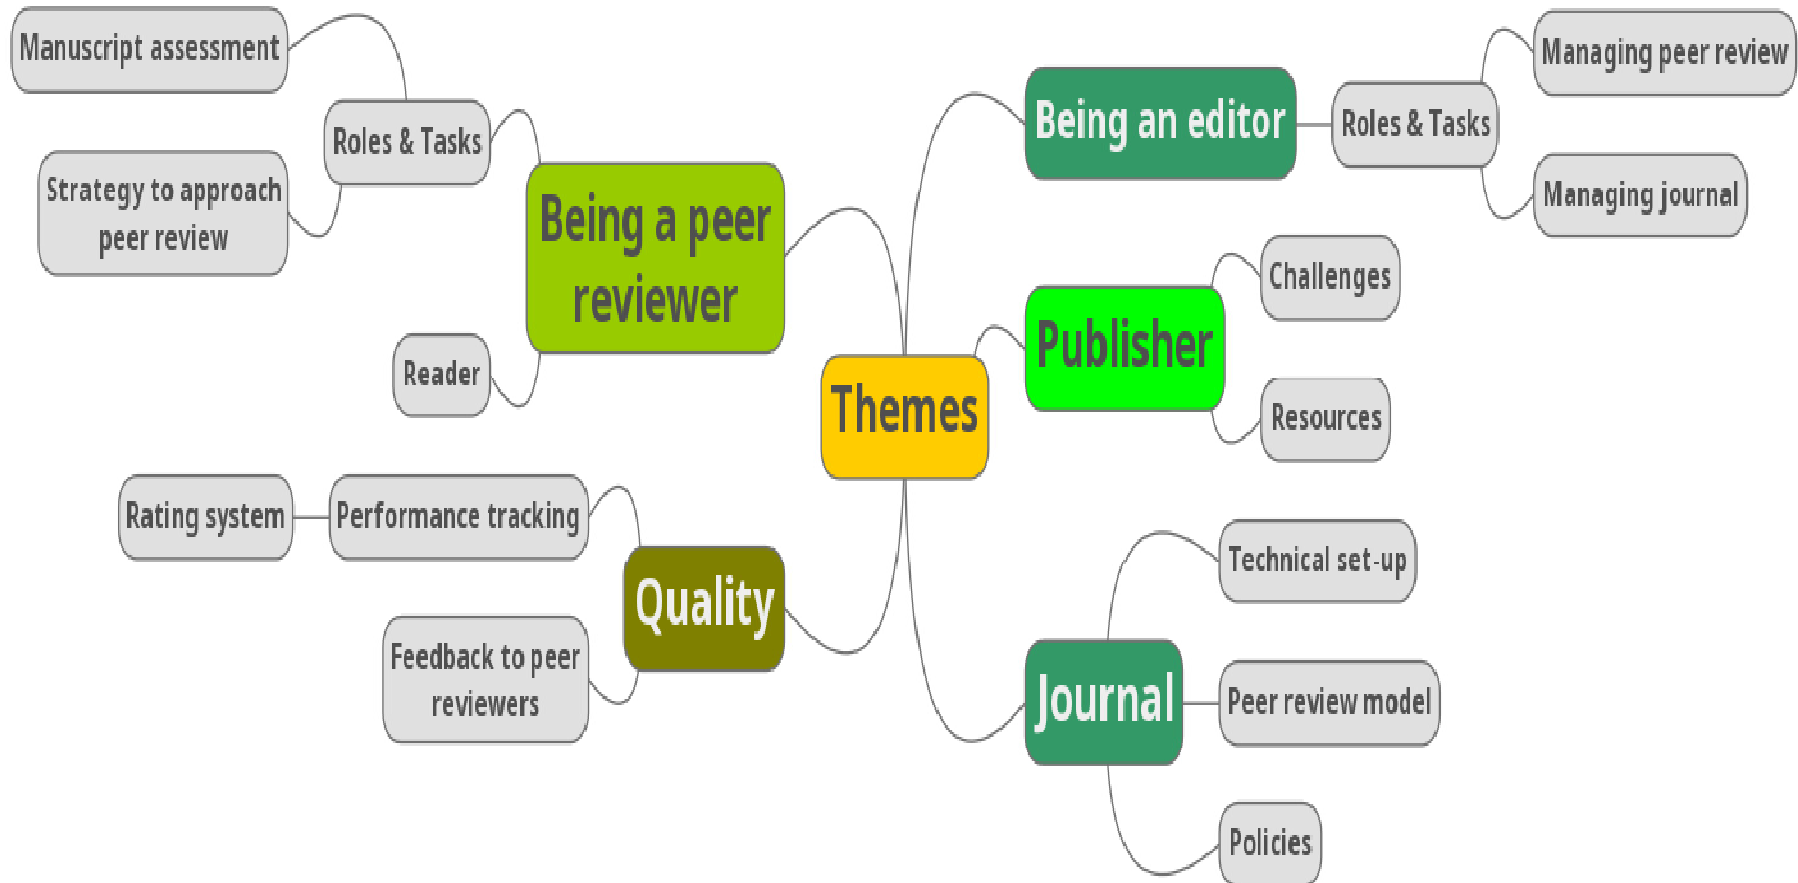 Manuscript assessment
Roles & Tasks
Strategy to approach
peer review
Being a peer
reviewer
Reader
Rating system
Performance tracking
Quality
Feedback to peer
reviewers
Themes
Being an editor
Roles & Tasks
Managing peer review
Managing journal
Publisher
Challenges
Resources
Journal
Technical set-up
Peer review model
Policies